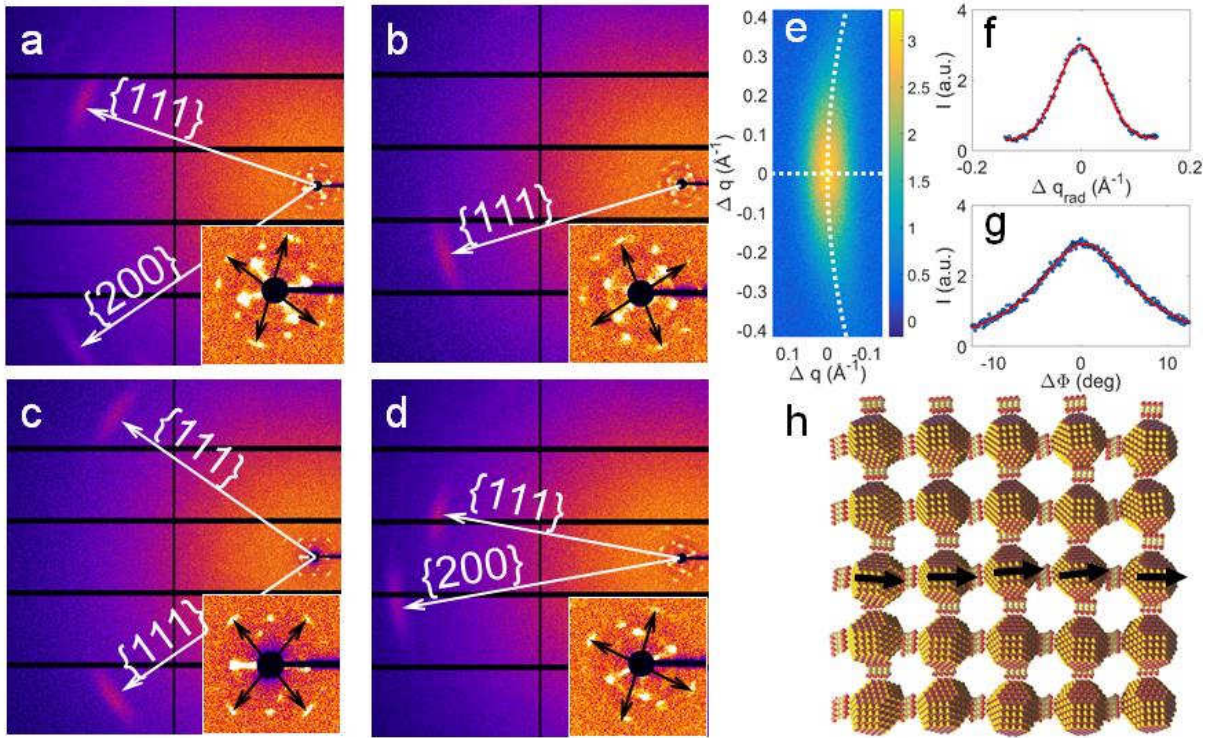 a
{111}
{200}
b
{111}
c
{111}
{111}
d
{111}
{200}
e
0.4
0.3
0.2
0.1
0
-0.1
-0.2
-0.3
-0.4
Δ q (Å⁻¹)
0.1 0 -0.1
Δ q (Å⁻¹)
3
2.5
2
1.5
1
0.5
0
f
4
2
0
I (a.u.)
-0.2 0 0.2
Δ q_rad (Å⁻¹)
g
4
2
0
I (a.u.)
-10 0 10
ΔΦ (deg)
h